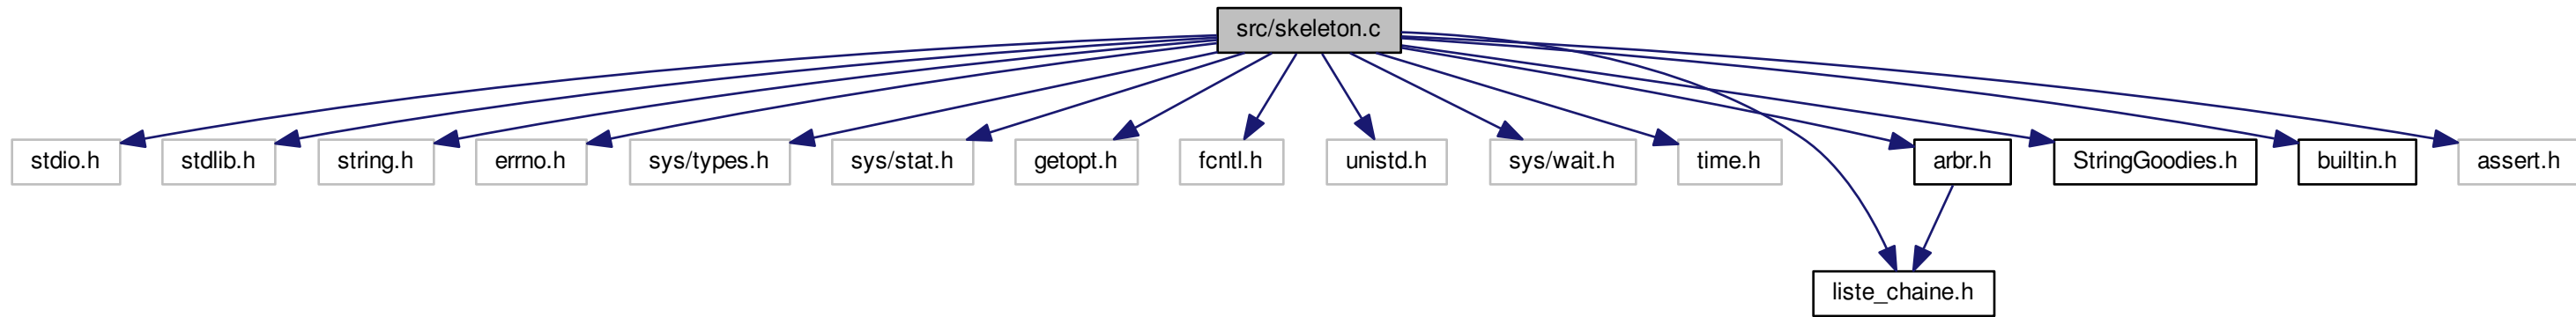 src/skeleton.c
stdio.h
stdlib.h
string.h
errno.h
sys/types.h
sys/stat.h
getopt.h
fcntl.h
unistd.h
sys/wait.h
time.h
arbr.h
StringGoodies.h
builtin.h
assert.h
liste_chaine.h